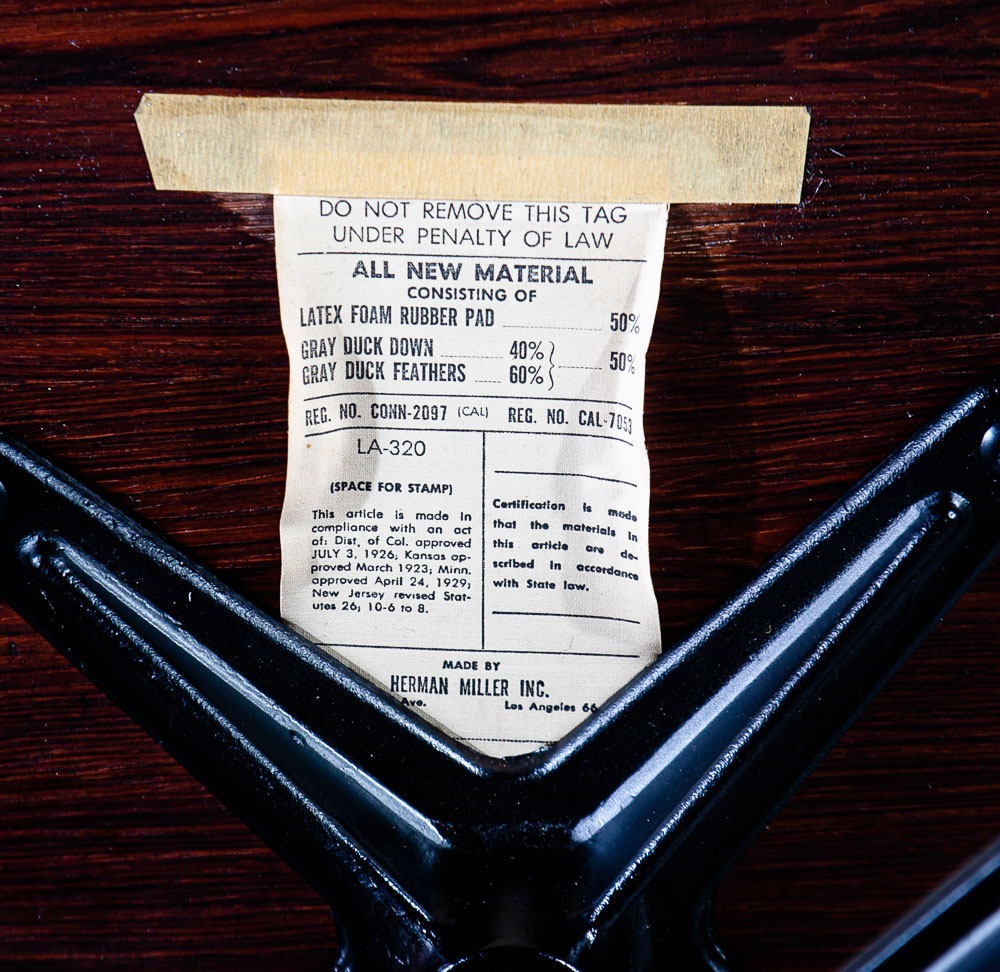 DO NOT REMOVE THIS TAG
UNDER PENALTY OF LAW
ALL NEW MATERIAL
CONSISTING OF
LATEX FOAM RUBBER PAD 50%
GRAY DUCK DOWN 40%
GRAY DUCK FEATHERS 60% } 50%
REG. NO. CONN-2097 (CAL) REG. NO. CAL-7053
LA-320
(SPACE FOR STAMP)
This article is made in
compliance with an act
of: Dist. of Col. approved
JULY 3, 1926; Kansas ap-
proved March 1923; Minn.
approved April 24, 1929;
New Jersey revised Stat-
utes 26; 10-6 to 8.
Certification is made
that the materials in
this article are de-
scribed in accordance
with State law.
MADE BY
HERMAN MILLER INC.
Ave. Los Angeles 66